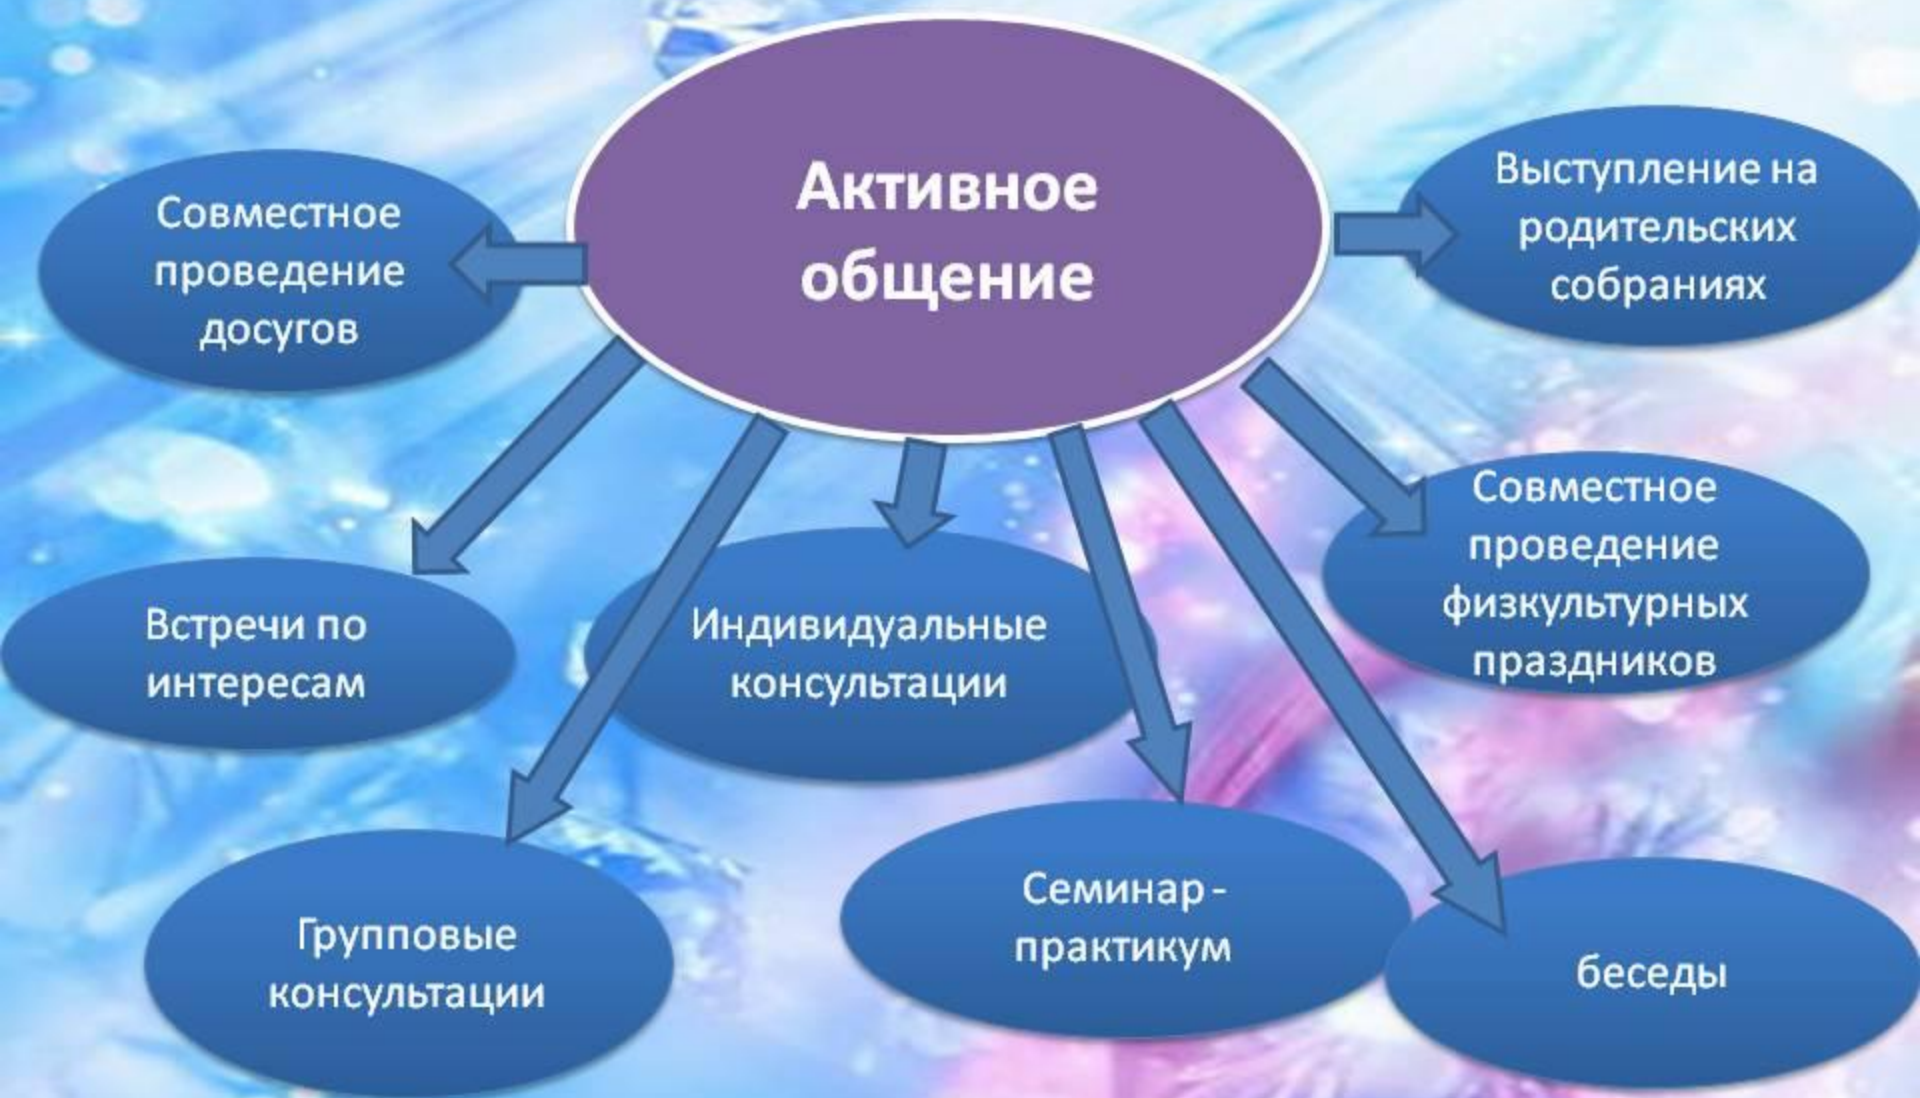 Активное
общение
Совместное
проведение
досугов
Выступление на
родительских
собраниях
Встречи по
интересам
Индивидуальные
консультации
Совместное
проведение
физкультурных
праздников
Групповые
консультации
Семинар -
практикум
беседы